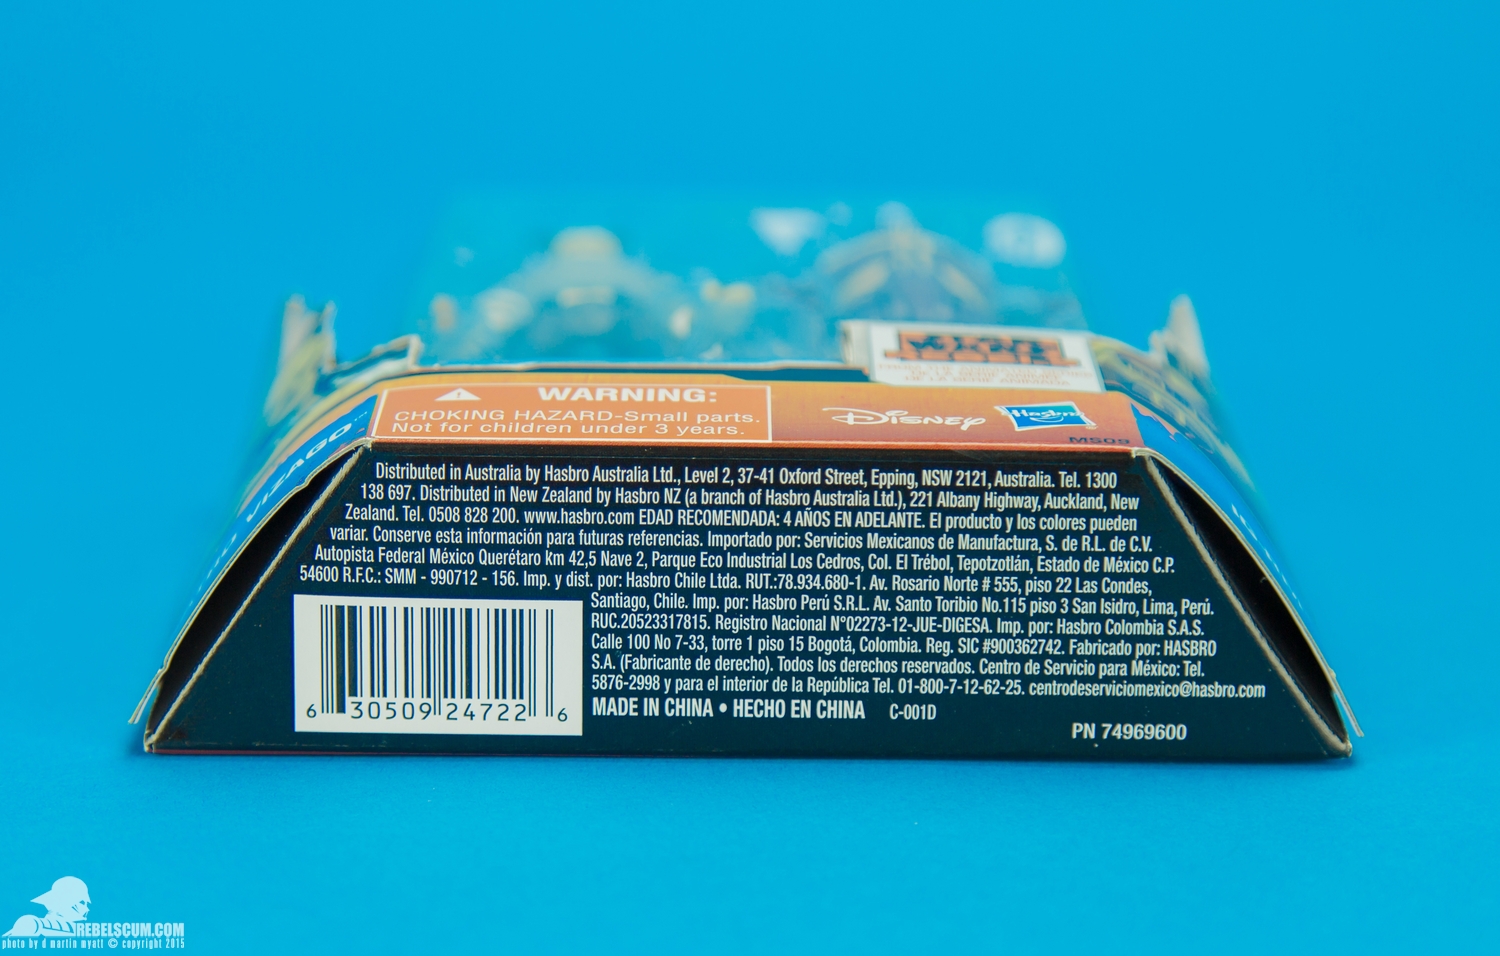 STAR
WARS
WARNING:
CHOKING HAZARD-Small parts.
Not for children under 3 years.
Disney
Hasbro
MS09
VIZAGO
Distributed in Australia by Hasbro Australia Ltd., Level 2, 37-41 Oxford Street, Epping, NSW 2121, Australia. Tel. 1300
138 697. Distributed in New Zealand by Hasbro NZ (a branch of Hasbro Australia Ltd.), 221 Albany Highway, Auckland, New
Zealand. Tel. 0508 828 200. www.hasbro.com EDAD RECOMENDADA: 4 AÑOS EN ADELANTE. El producto y los colores pueden
variar. Conserve esta información para futuras referencias. Importado por: Servicios Mexicanos de Manufactura, S. de R.L. de C.V.
Autopista Federal México Querétaro km 42,5 Nave 2, Parque Eco Industrial Los Cedros, Col. El Trébol, Tepotzotlán, Estado de México C.P.
54600 R.F.C.: SMM - 990712 - 156. Imp. y dist. por: Hasbro Chile Ltda. RUT.:78.934.680-1. Av. Rosario Norte # 555, piso 22 Las Condes,
Santiago, Chile. Imp. por: Hasbro Perú S.R.L. Av. Santo Toribio No.115 piso 3 San Isidro, Lima, Perú.
RUC.20523317815. Registro Nacional N°02273-12-JUE-DIGESA. Imp. por: Hasbro Colombia S.A.S.
Calle 100 No 7-33, torre 1 piso 15 Bogotá, Colombia. Reg. SIC #900362742. Fabricado por: HASBRO
S.A. (Fabricante de derecho). Todos los derechos reservados. Centro de Servicio para México: Tel.
5876-2998 y para el interior de la República Tel. 01-800-7-12-62-25. centrodeserviciomexico@hasbro.com
MADE IN CHINA • HECHO EN CHINA C-001D
6 30509 24722 6
PN 74969600
REBELSCUM.COM
photo by d martin myatt © copyright 2015